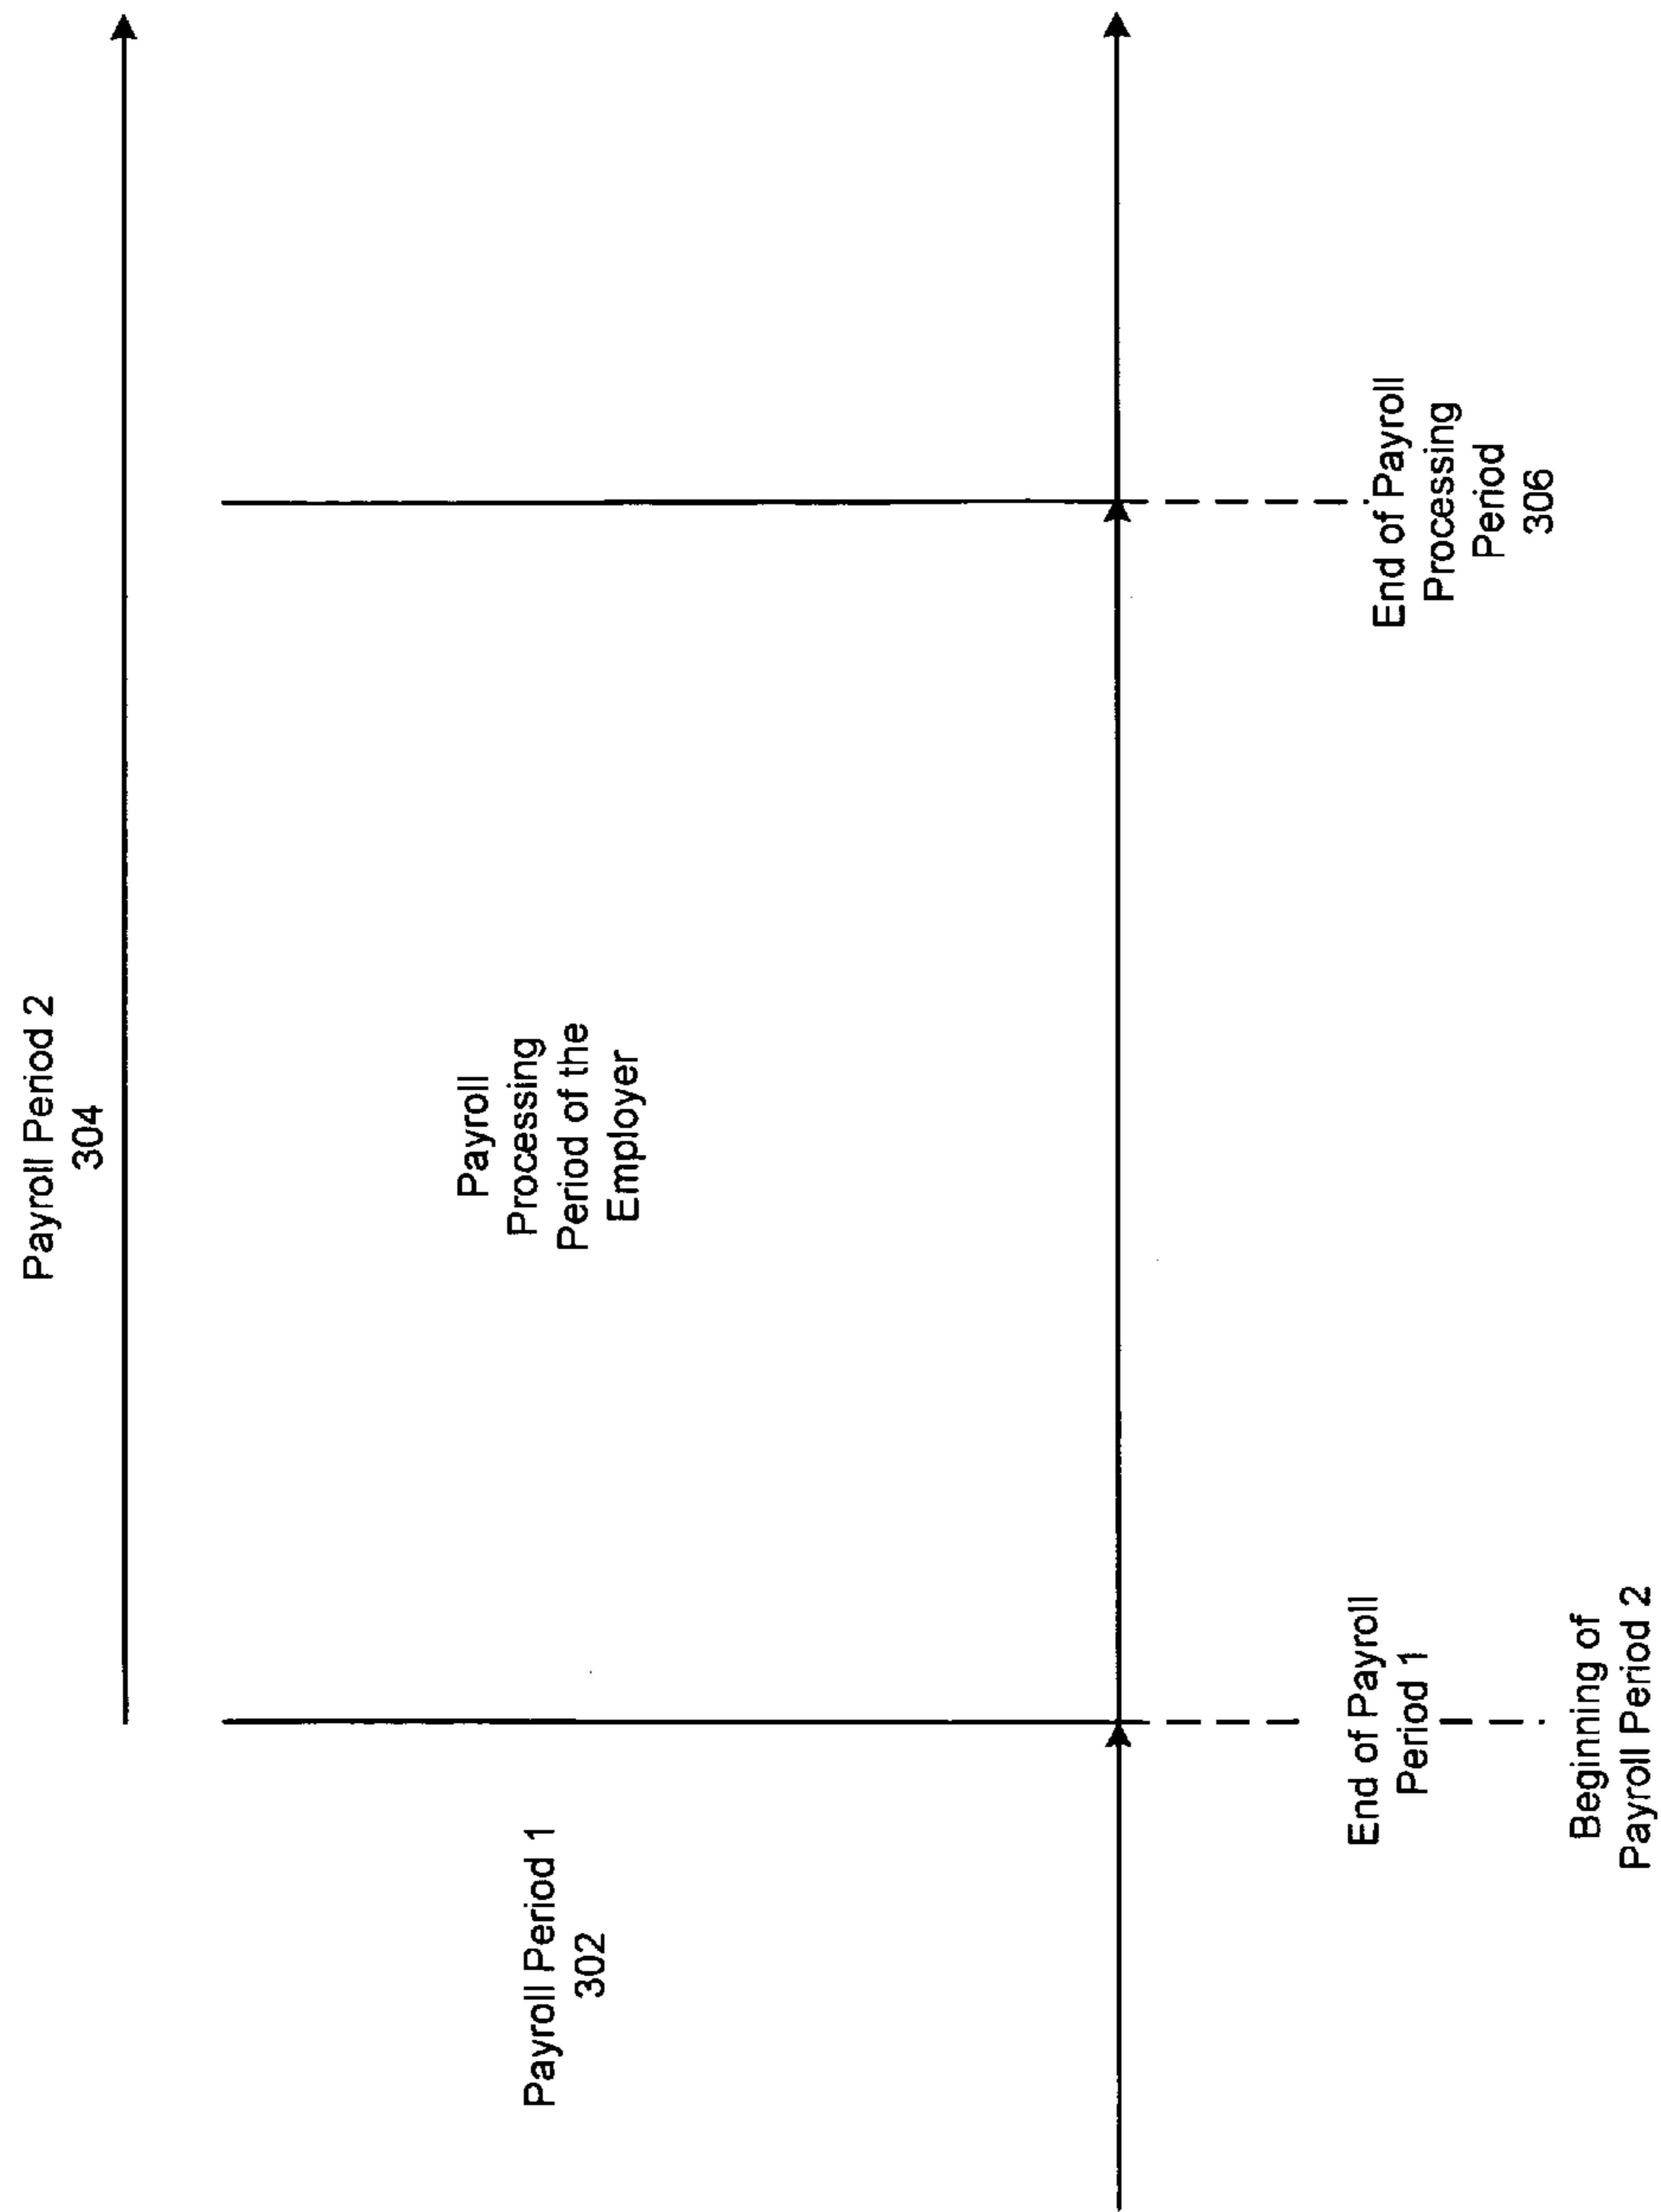 Payroll Period 2
304
Payroll
Processing
Period of the
Employer
Payroll Period 1
302
End of Payroll
Period 1
Beginning of
Payroll Period 2
End of Payroll
Processing
Period
306